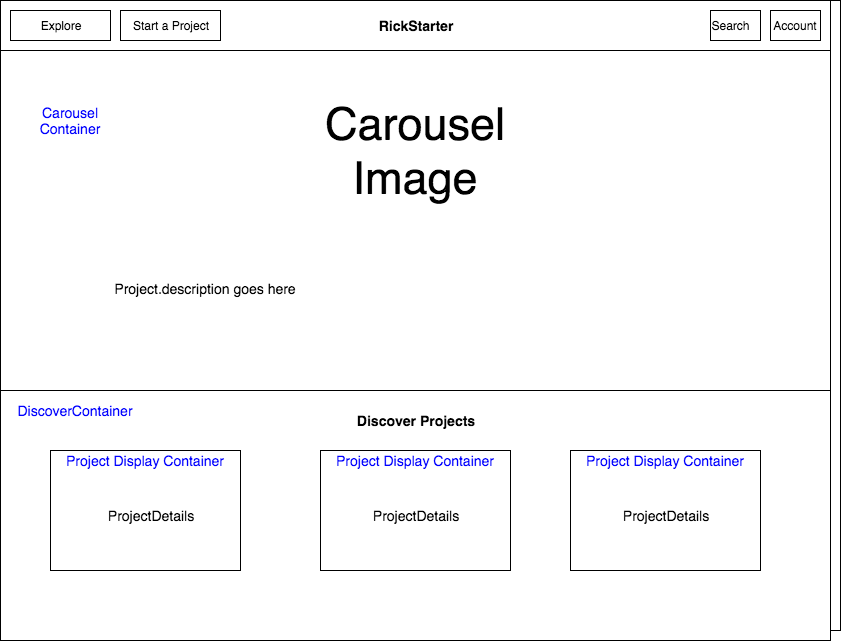 Explore
Start a Project
RickStarter
Search
Account
Carousel
Container
Carousel
Image
Project.description goes here
DiscoverContainer
Discover Projects
Project Display Container
Project Display Container
Project Display Container
ProjectDetails
ProjectDetails
ProjectDetails